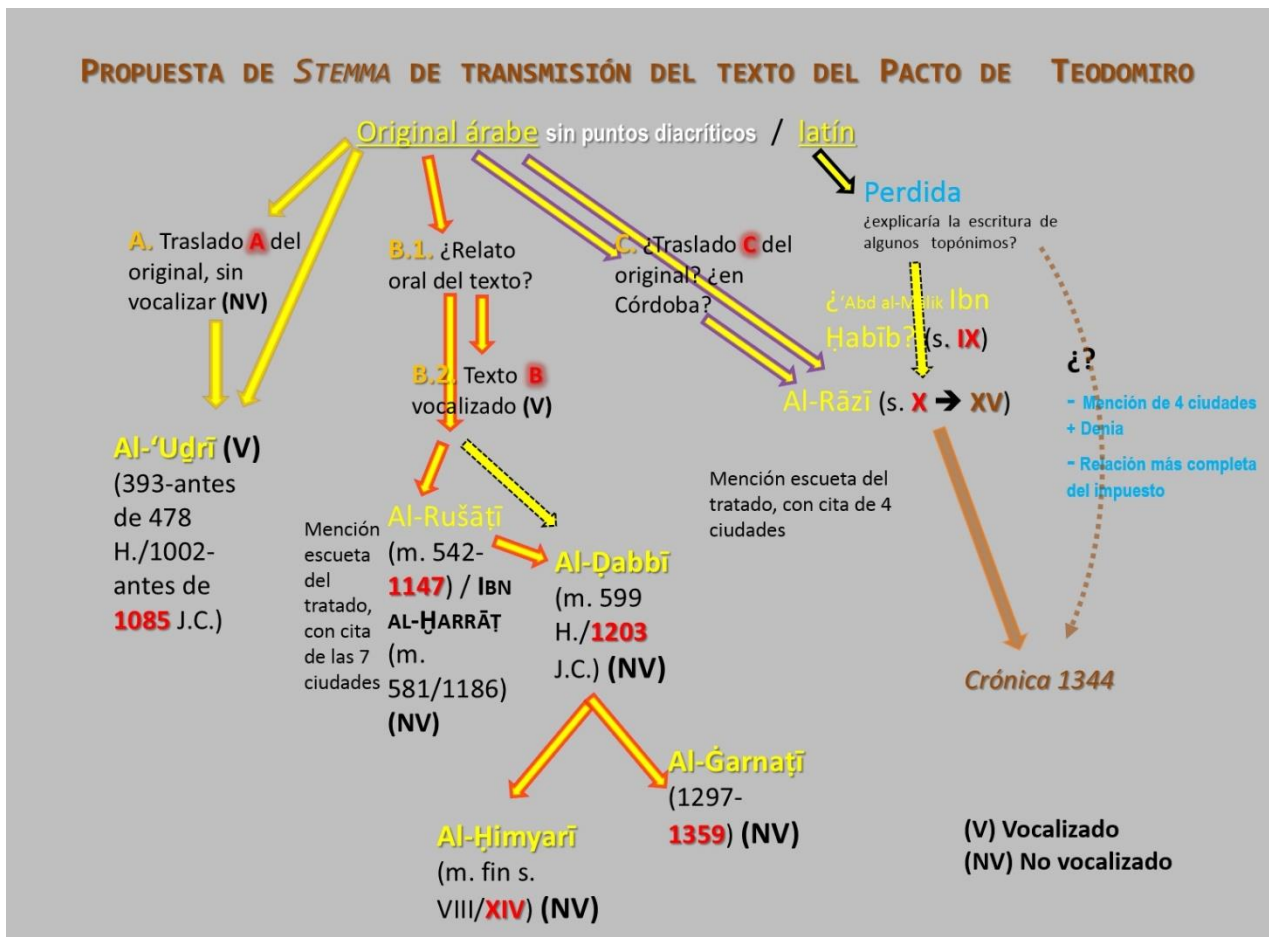 PROPUESTA DE STEMMA DE TRANSMISIÓN DEL TEXTO DEL PACTO DE TEODOMIRO
Original árabe sin puntos diacríticos / latín
A. Traslado A del
original, sin
vocalizar (NV)
B.1. ¿Relato
oral del texto?
C. ¿Traslado C del
original? ¿en
Córdoba?
Perdida
¿explicaría la escritura de
algunos topónimos?
¿‘Abd al-Malik Ibn
Ḥabīb? (s. IX)
B.2. Texto B
vocalizado (V)
Al-Rāzī (s. X ➔ XV)
¿?
- Mención de 4 ciudades
+ Denia
- Relación más completa
del impuesto
Al-‘Uḏrī (V)
(393-antes
de 478
H./1002-
antes de
1085 J.C.)
Mención
escueta
del
tratado,
con cita
de las 7
ciudades
Al-Rušāṭī
(m. 542-
1147) / IBN
AL-ḪARRĀṬ
(m.
581/1186)
(NV)
Al-Ḍabbī
(m. 599
H./1203
J.C.) (NV)
Mención escueta del
tratado, con cita de 4
ciudades
Crónica 1344
Al-Ḥimyarī
(m. fin s.
VIII/XIV) (NV)
Al-Ġarnaṭī
(1297-
1359) (NV)
(V) Vocalizado
(NV) No vocalizado